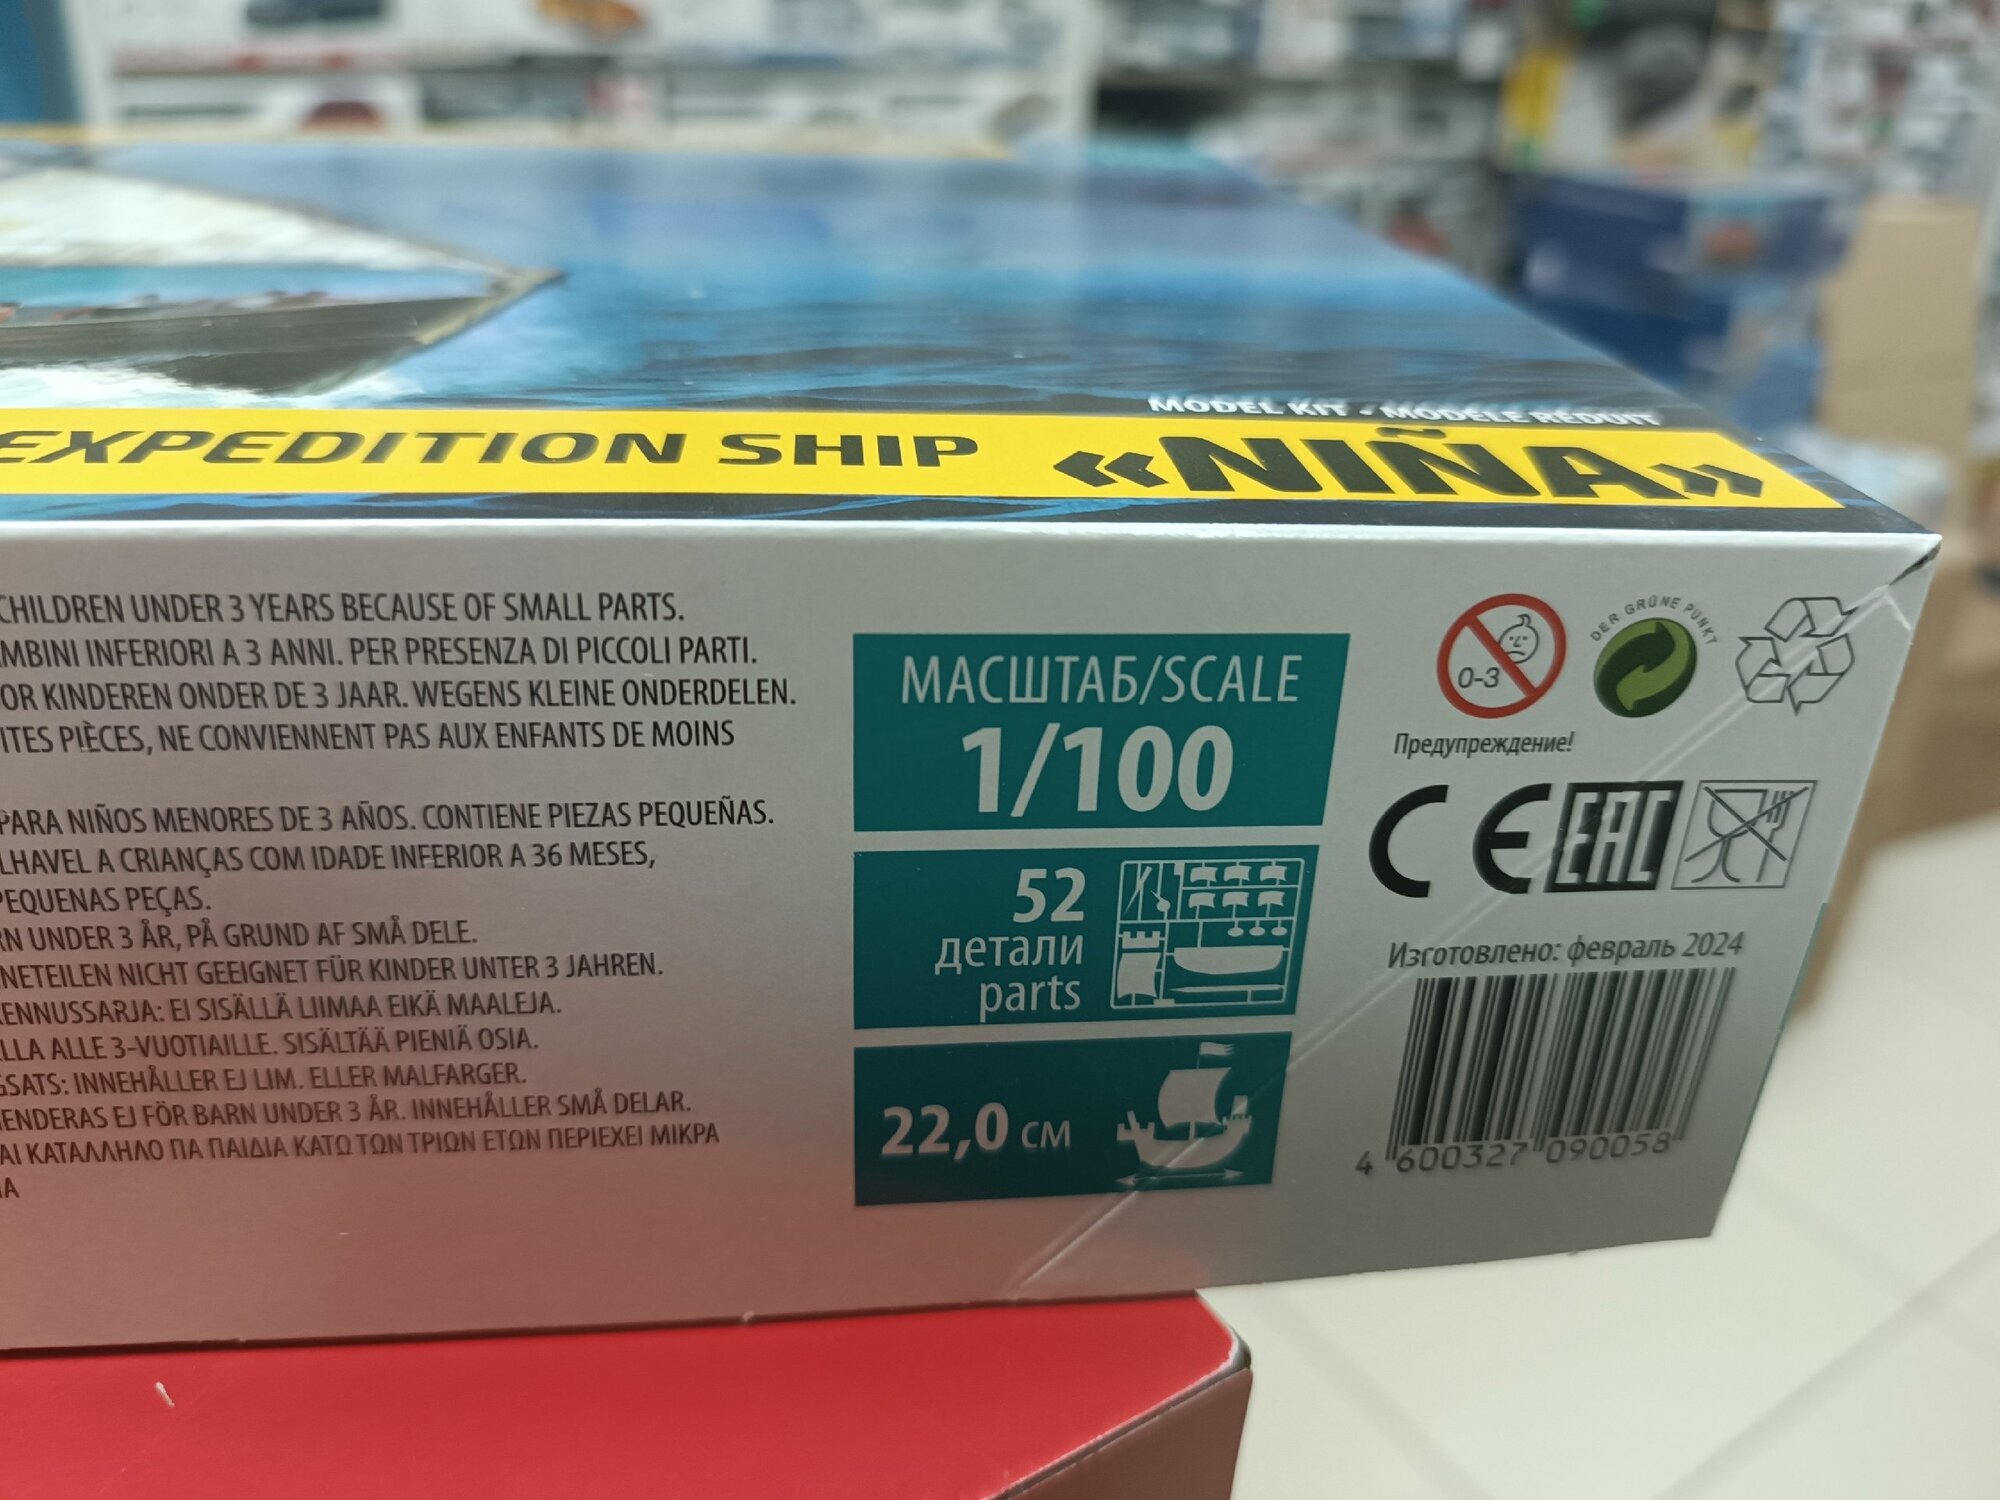 MODEL KIT • MODÈLE RÉDUIT
EXPEDITION SHIP «NIÑA»
CHILDREN UNDER 3 YEARS BECAUSE OF SMALL PARTS.
MBINI INFERIORI A 3 ANNI. PER PRESENZA DI PICCOLI PARTI.
OR KINDEREN ONDER DE 3 JAAR. WEGENS KLEINE ONDERDELEN.
ITES PIÈCES, NE CONVIENNENT PAS AUX ENFANTS DE MOINS
PARA NIÑOS MENORES DE 3 AÑOS. CONTIENE PIEZAS PEQUEÑAS.
LHAVEL A CRIANÇAS COM IDADE INFERIOR A 36 MESES,
PEQUENAS PEÇAS.
RN UNDER 3 ÅR, PÅ GRUND AF SMÅ DELE.
NETEILEN NICHT GEEIGNET FÜR KINDER UNTER 3 JAHREN.
ENNUSSARJA: EI SISÄLLÄ LIIMAA EIKÄ MAALEJA.
LLA ALLE 3-VUOTIAILLE. SISÄLTÄÄ PIENIÄ OSIA.
GSATS: INNEHÅLLER EJ LIM. ELLER MALFARGER.
ENDERAS EJ FÖR BARN UNDER 3 ÅR. INNEHÅLLER SMÅ DELAR.
ΑΙ ΚΑΤΑΛΛΗΛΟ ΠΑ ΠΑΙΔΙΑ ΚΑΤΩ ΤΩΝ ΤΡΙΩΝ ΕΤΩΝ ΠΕΡΙΕΧΕΙ ΜΙΚΡΑ
ΙΑ
МАСШТАБ/SCALE
1/100
52
детали
parts
22,0 см
0-3
DER GRÜNE PUNKT
Предупреждение!
CE EAC
Изготовлено: февраль 2024
4 600327 090058